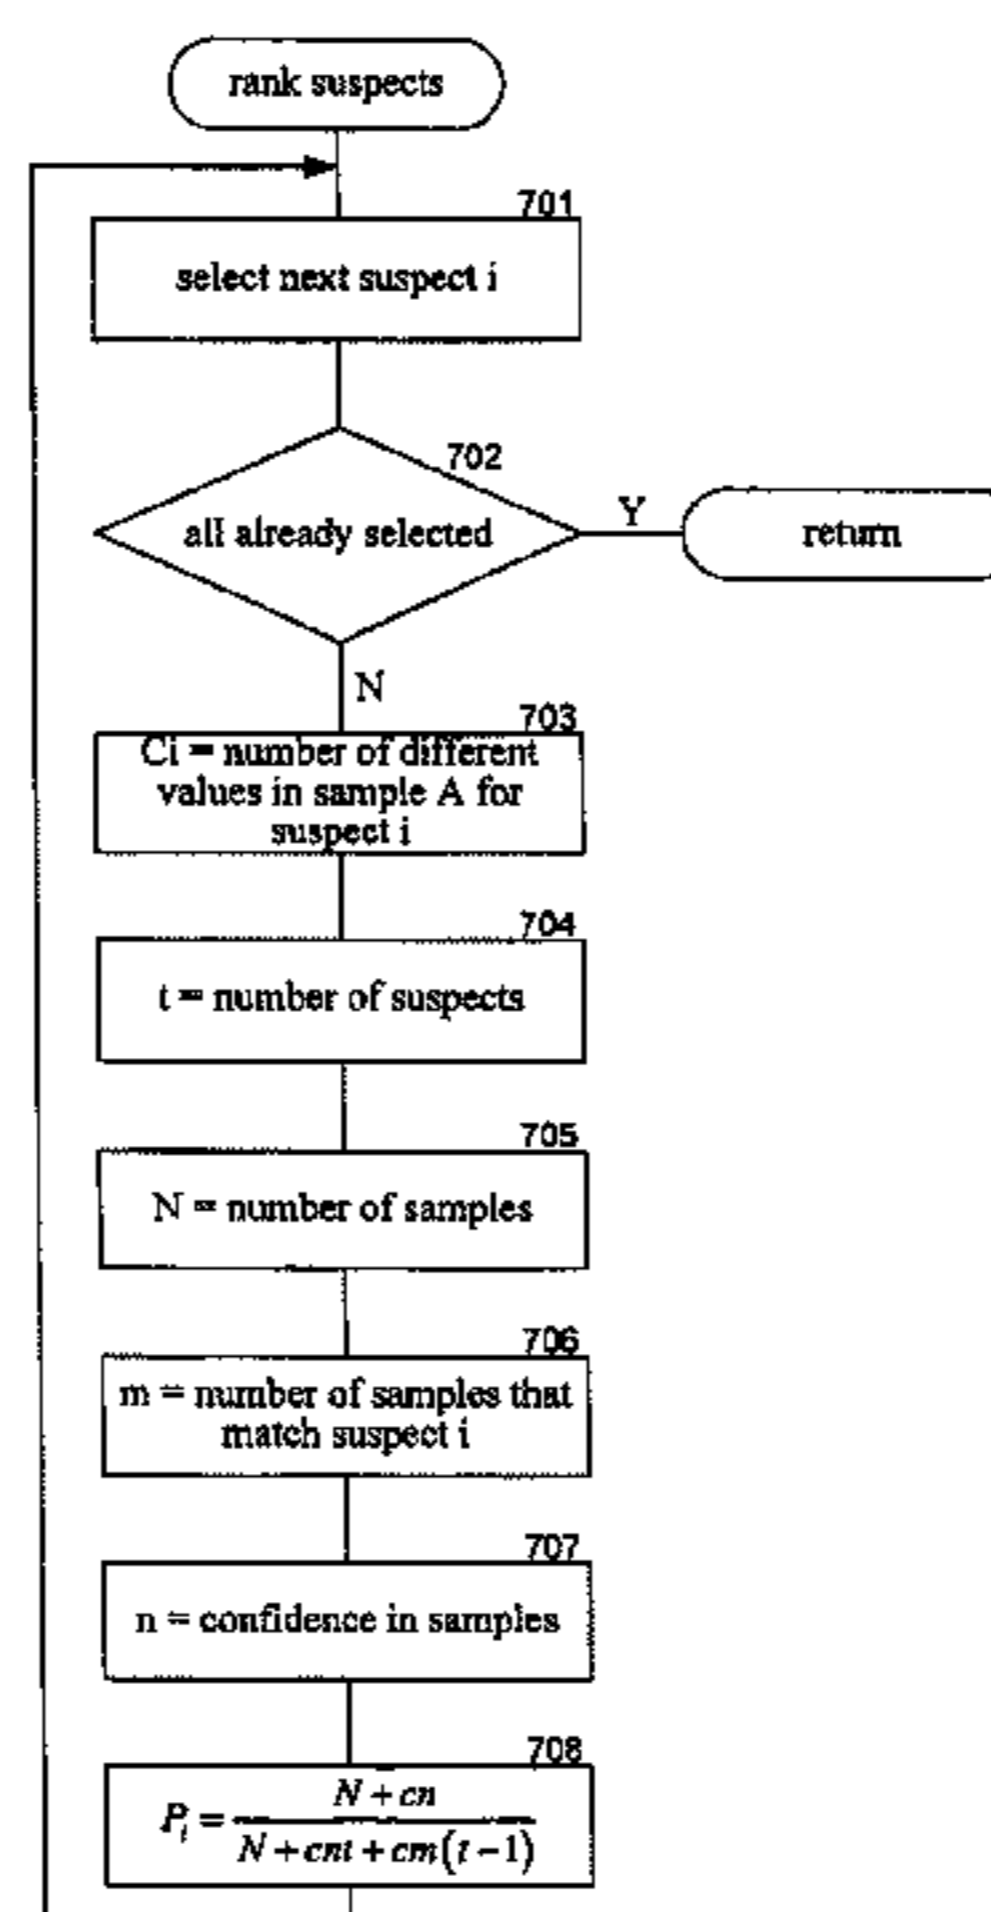 rank suspects
701
select next suspect i
702
all already selected
Y
return
N
703
Ci = number of different
values in sample A for
suspect i
704
t = number of suspects
705
N = number of samples
706
m = number of samples that
match suspect i
707
n = confidence in samples
708
P_i = \frac{N + cn}{N + cnt + cm(t - 1)}